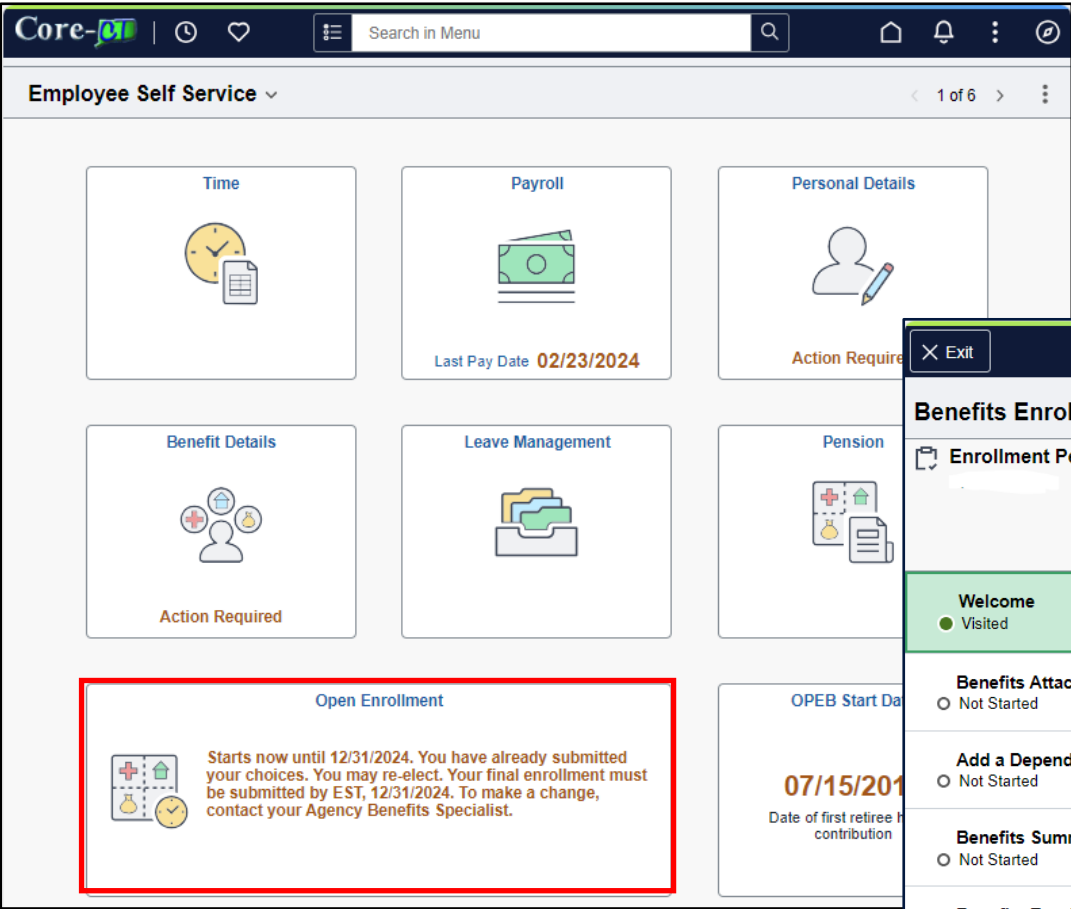 Core-CT
Search in Menu
Employee Self Service
1 of 6
Time
Payroll
Personal Details
Last Pay Date 02/23/2024
Action Require
Benefit Details
Leave Management
Pension
Action Required
Open Enrollment
Starts now until 12/31/2024. You have already submitted
your choices. You may re-elect. Your final enrollment must
be submitted by EST, 12/31/2024. To make a change,
contact your Agency Benefits Specialist.
OPEB Start Da
07/15/201
Date of first retiree h
contribution
Exit
Benefits Enrol
Enrollment Pe
Welcome
Visited
Benefits Attac
Not Started
Add a Depend
Not Started
Benefits Summ
Not Started